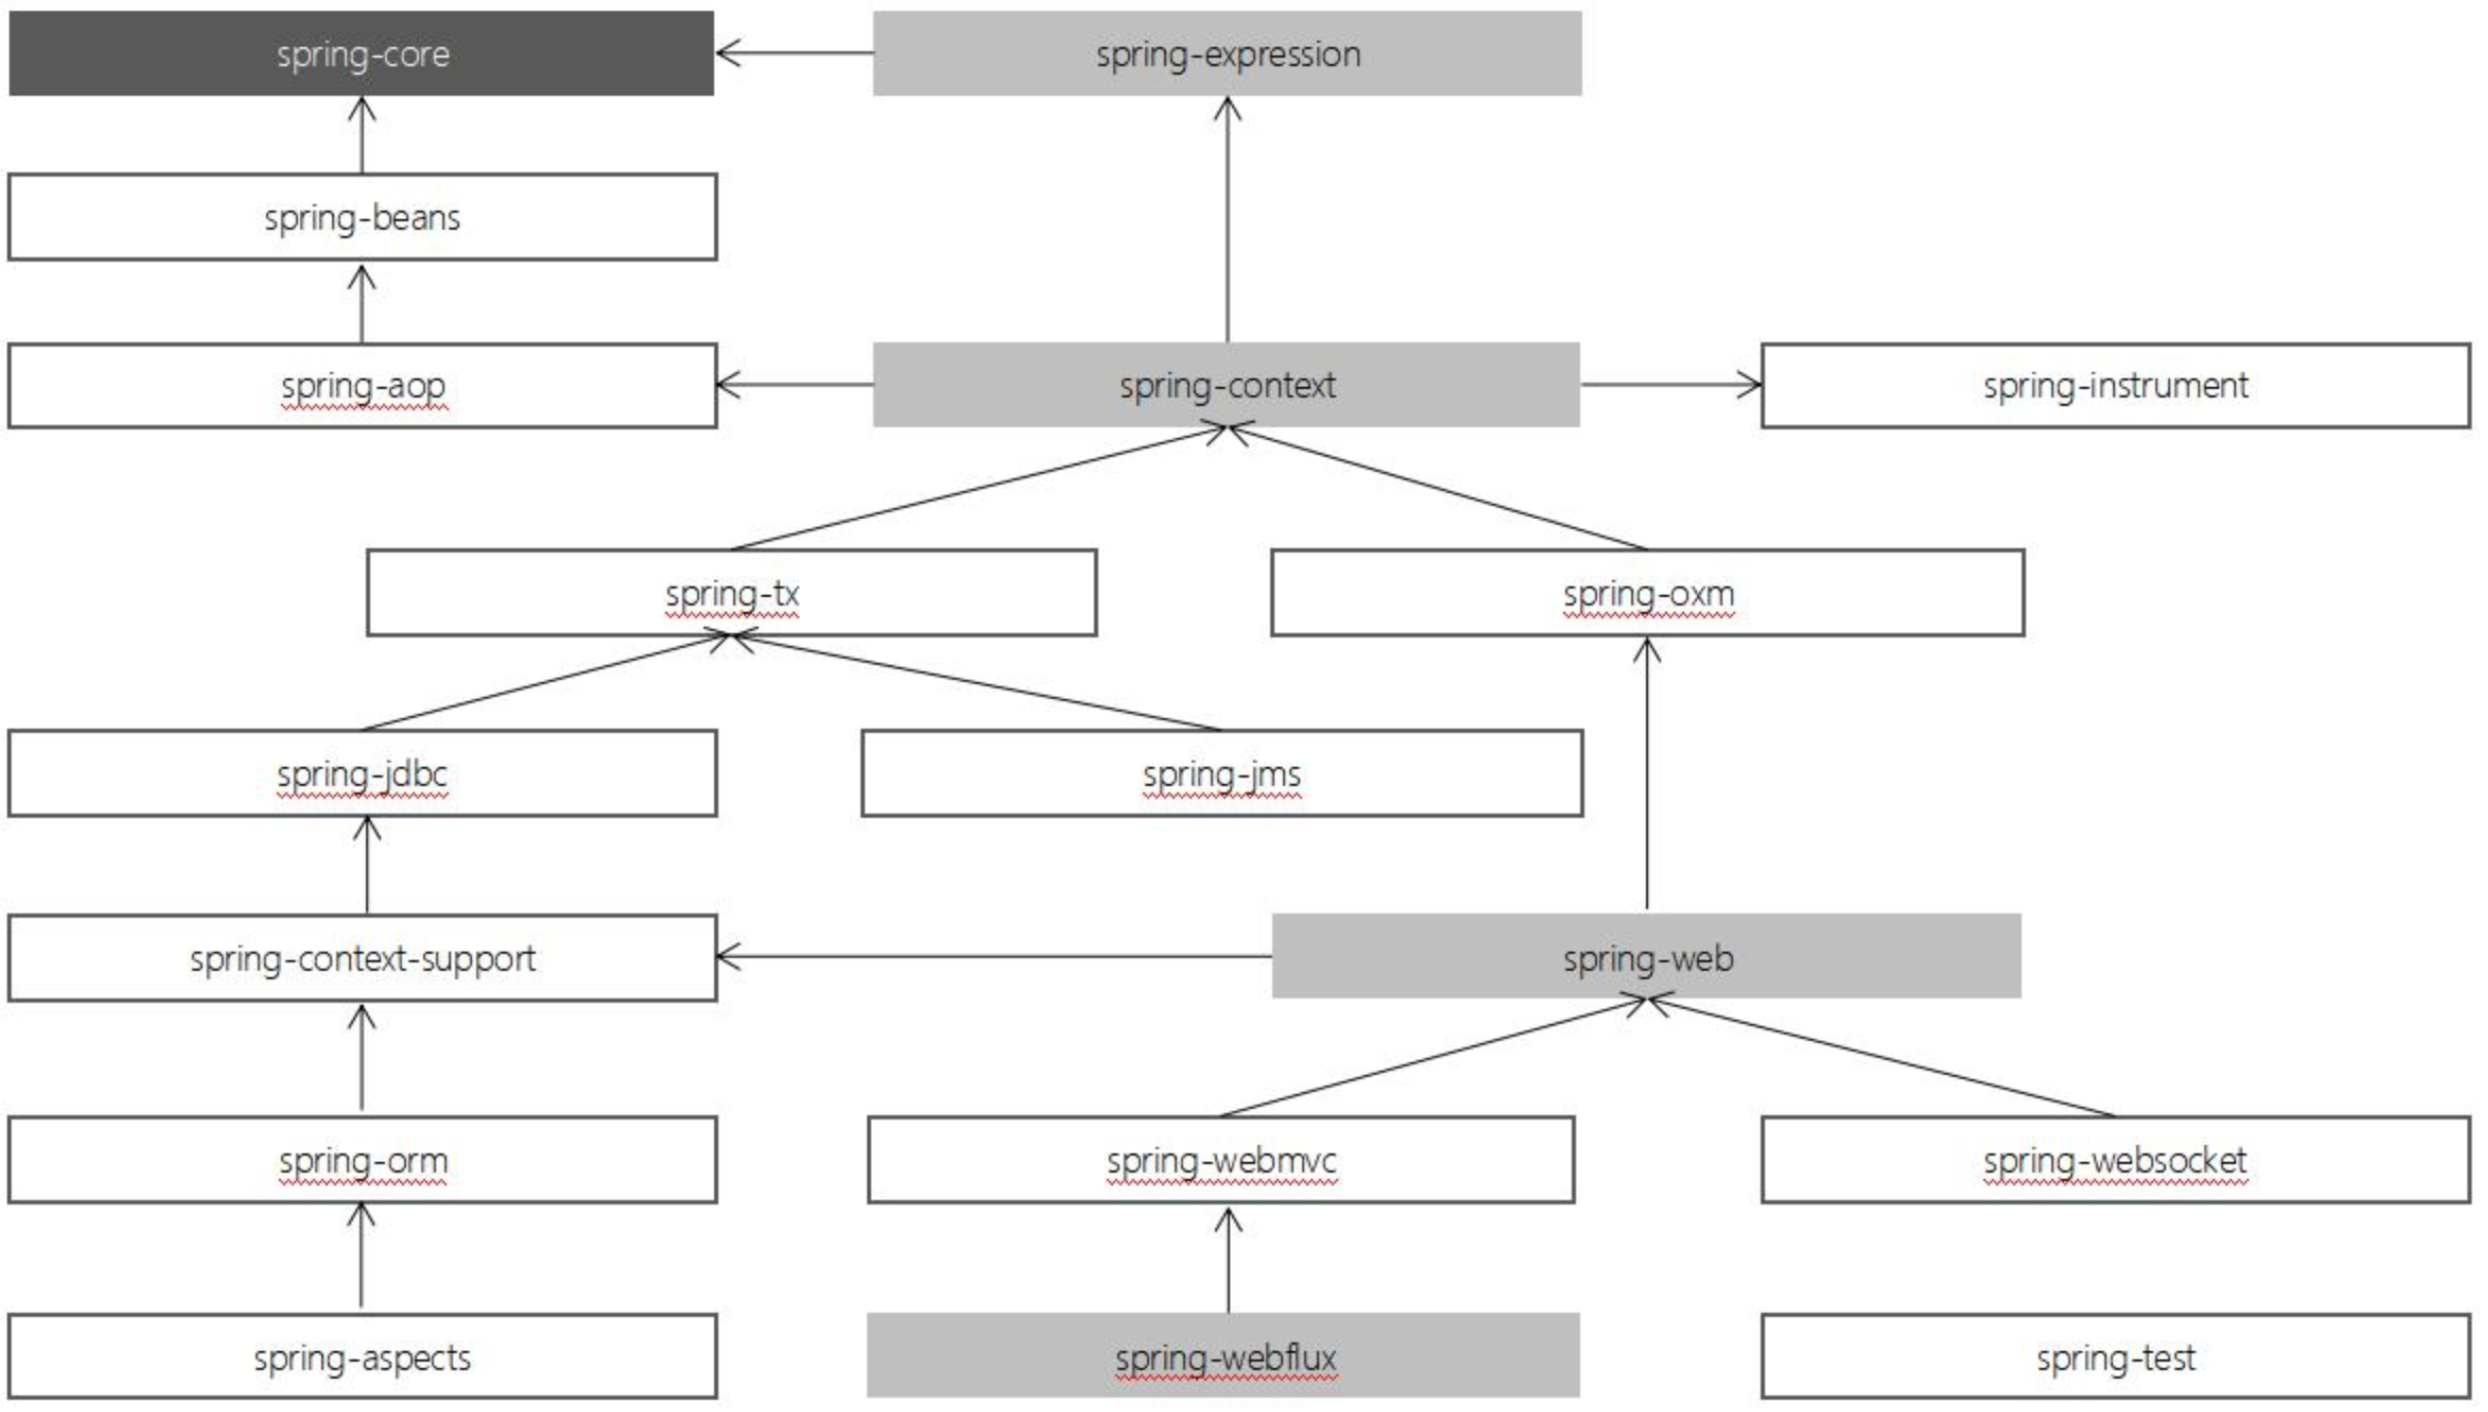 spring-core
spring-expression
spring-beans
spring-aop
spring-context
spring-instrument
spring-tx
spring-oxm
spring-jdbc
spring-jms
spring-context-support
spring-web
spring-orm
spring-webmvc
spring-websocket
spring-aspects
spring-webflux
spring-test